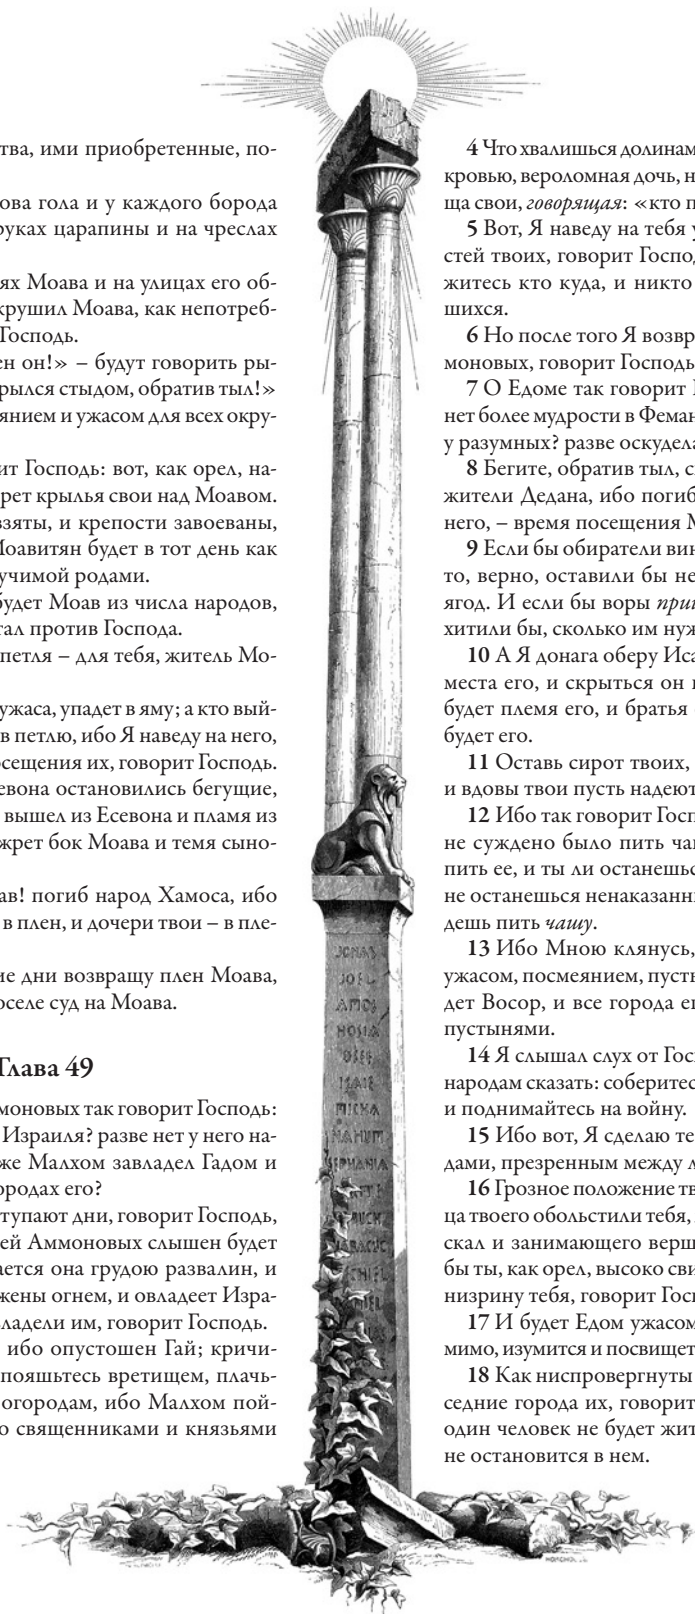 тва, ими приобретенные, по-
ова гола и у каждого борода
руках царапины и на чреслах
ях Моава и на улицах его об-
крушил Моава, как непотреб-
Господь.
ен он!» – будут говорить ры-
рылся стыдом, обратив тыл!»
янием и ужасом для всех окру-
ит Господь: вот, как орел, на-
рет крылья свои над Моавом.
взяты, и крепости завоеваны,
Моавитян будет в тот день как
учимой родами.
будет Моав из числа народов,
тал против Господа.
петля – для тебя, житель Мо-
ужаса, упадет в яму; а кто вый-
в петлю, ибо Я наведу на него,
осещения их, говорит Господь.
севона остановились бегущие,
вышел из Есевона и пламя из
жрет бок Моава и темя сыно-
ав! погиб народ Хамоса, ибо
в плен, и дочери твои – в пле-
ие дни возвращу плен Моава,
оселе суд на Моава.
Глава 49
моновых так говорит Господь:
Израиля? разве нет у него на-
же Малхом завладел Гадом и
ородах его?
тупают дни, говорит Господь,
ей Аммоновых слышен будет
ается она грудою развалин, и
жены огнем, и овладеет Изра-
ладели им, говорит Господь.
ибо опустошен Гай; кричи-
пояшьтесь вретищем, плачь-
огородам, ибо Малхом пой-
о священниками и князьями
JONAS
JOEL
AMOS
HOSIA
OSEE
ISAIE
MICHA
NAHUM
SEPHANIA
4 Что хвалишься долинам
кровью, вероломная дочь, н
ща свои, говорящая: «кто п
5 Вот, Я наведу на тебя у
стей твоих, говорит Господ
житесь кто куда, и никто
шихся.
6 Но после того Я возвр
моновых, говорит Господь
7 О Едоме так говорит
нет более мудрости в Феман
у разумных? разве оскудела
8 Бегите, обратив тыл, с
жители Дедана, ибо погиб
него, – время посещения М
9 Если бы обиратели вин
то, верно, оставили бы не
ягод. И если бы воры при
хитили бы, сколько им нуж
10 А Я донага оберу Иса
места его, и скрыться он
будет племя его, и братья
будет его.
11 Оставь сирот твоих,
и вдовы твои пусть надеют
12 Ибо так говорит Госп
не суждено было пить чаш
пить ее, и ты ли останешьс
не останешься ненаказанн
дешь пить чашу.
13 Ибо Мною клянусь,
ужасом, посмеянием, пусть
дет Восор, и все города ег
пустынями.
14 Я слышал слух от Госп
народам сказать: соберитес
и поднимайтесь на войну.
15 Ибо вот, Я сделаю те
дами, презренным между л
16 Грозное положение тв
ца твоего обольстили тебя,
скал и занимающего верш
бы ты, как орел, высоко сви
низрину тебя, говорит Госп
17 И будет Едом ужасом
мимо, изумится и посвищет
18 Как ниспровергнуты
седние города их, говорит
один человек не будет жит
не остановится в нем.